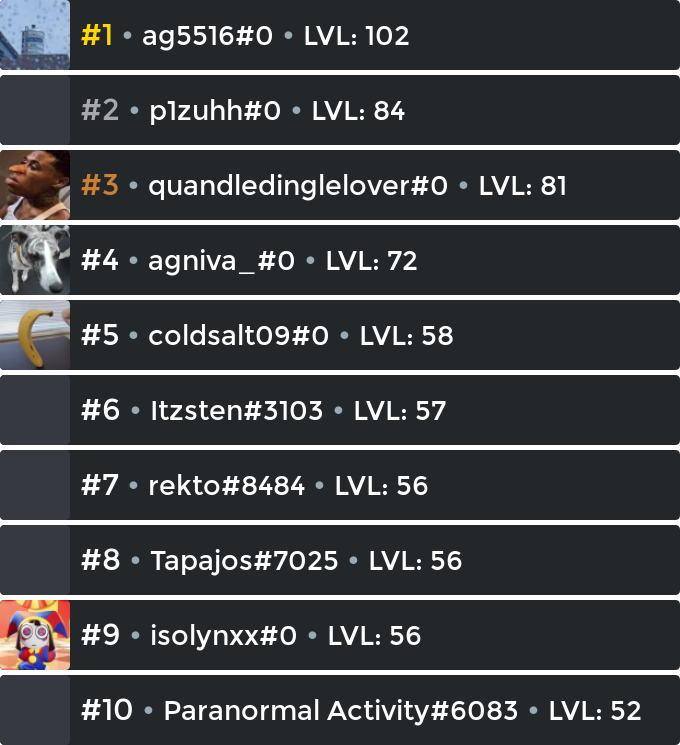 #1 • ag5516#0 • LVL: 102
#2 • p1zuhh#0 • LVL: 84
#3 • quandledinglelover#0 • LVL: 81
#4 • agniva_#0 • LVL: 72
#5 • coldsalt09#0 • LVL: 58
#6 • Itzsten#3103 • LVL: 57
#7 • rekto#8484 • LVL: 56
#8 • Tapajos#7025 • LVL: 56
#9 • isolynxx#0 • LVL: 56
#10 • Paranormal Activity#6083 • LVL: 52